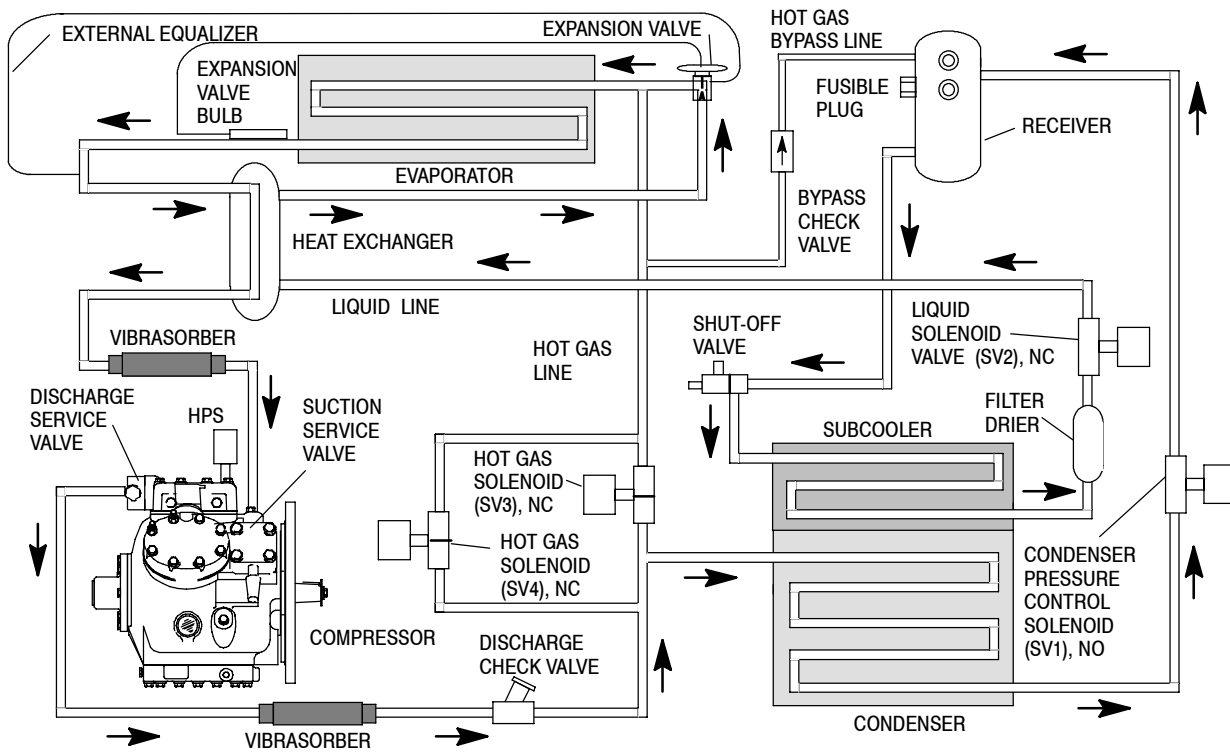 EXTERNAL EQUALIZER
EXPANSION VALVE
HOT GAS
BYPASS LINE
EXPANSION
VALVE
BULB
FUSIBLE
PLUG
RECEIVER
EVAPORATOR
BYPASS
CHECK
VALVE
HEAT EXCHANGER
LIQUID LINE
LIQUID
SOLENOID
VALVE (SV2), NC
SHUT-OFF
VALVE
VIBRASORBER
HOT GAS
LINE
DISCHARGE
SERVICE
VALVE
HPS
SUCTION
SERVICE
VALVE
FILTER
DRIER
SUBCOOLER
HOT GAS
SOLENOID
(SV3), NC
HOT GAS
SOLENOID
(SV4), NC
CONDENSER
PRESSURE
CONTROL
SOLENOID
(SV1), NO
COMPRESSOR
DISCHARGE
CHECK VALVE
VIBRASORBER
CONDENSER